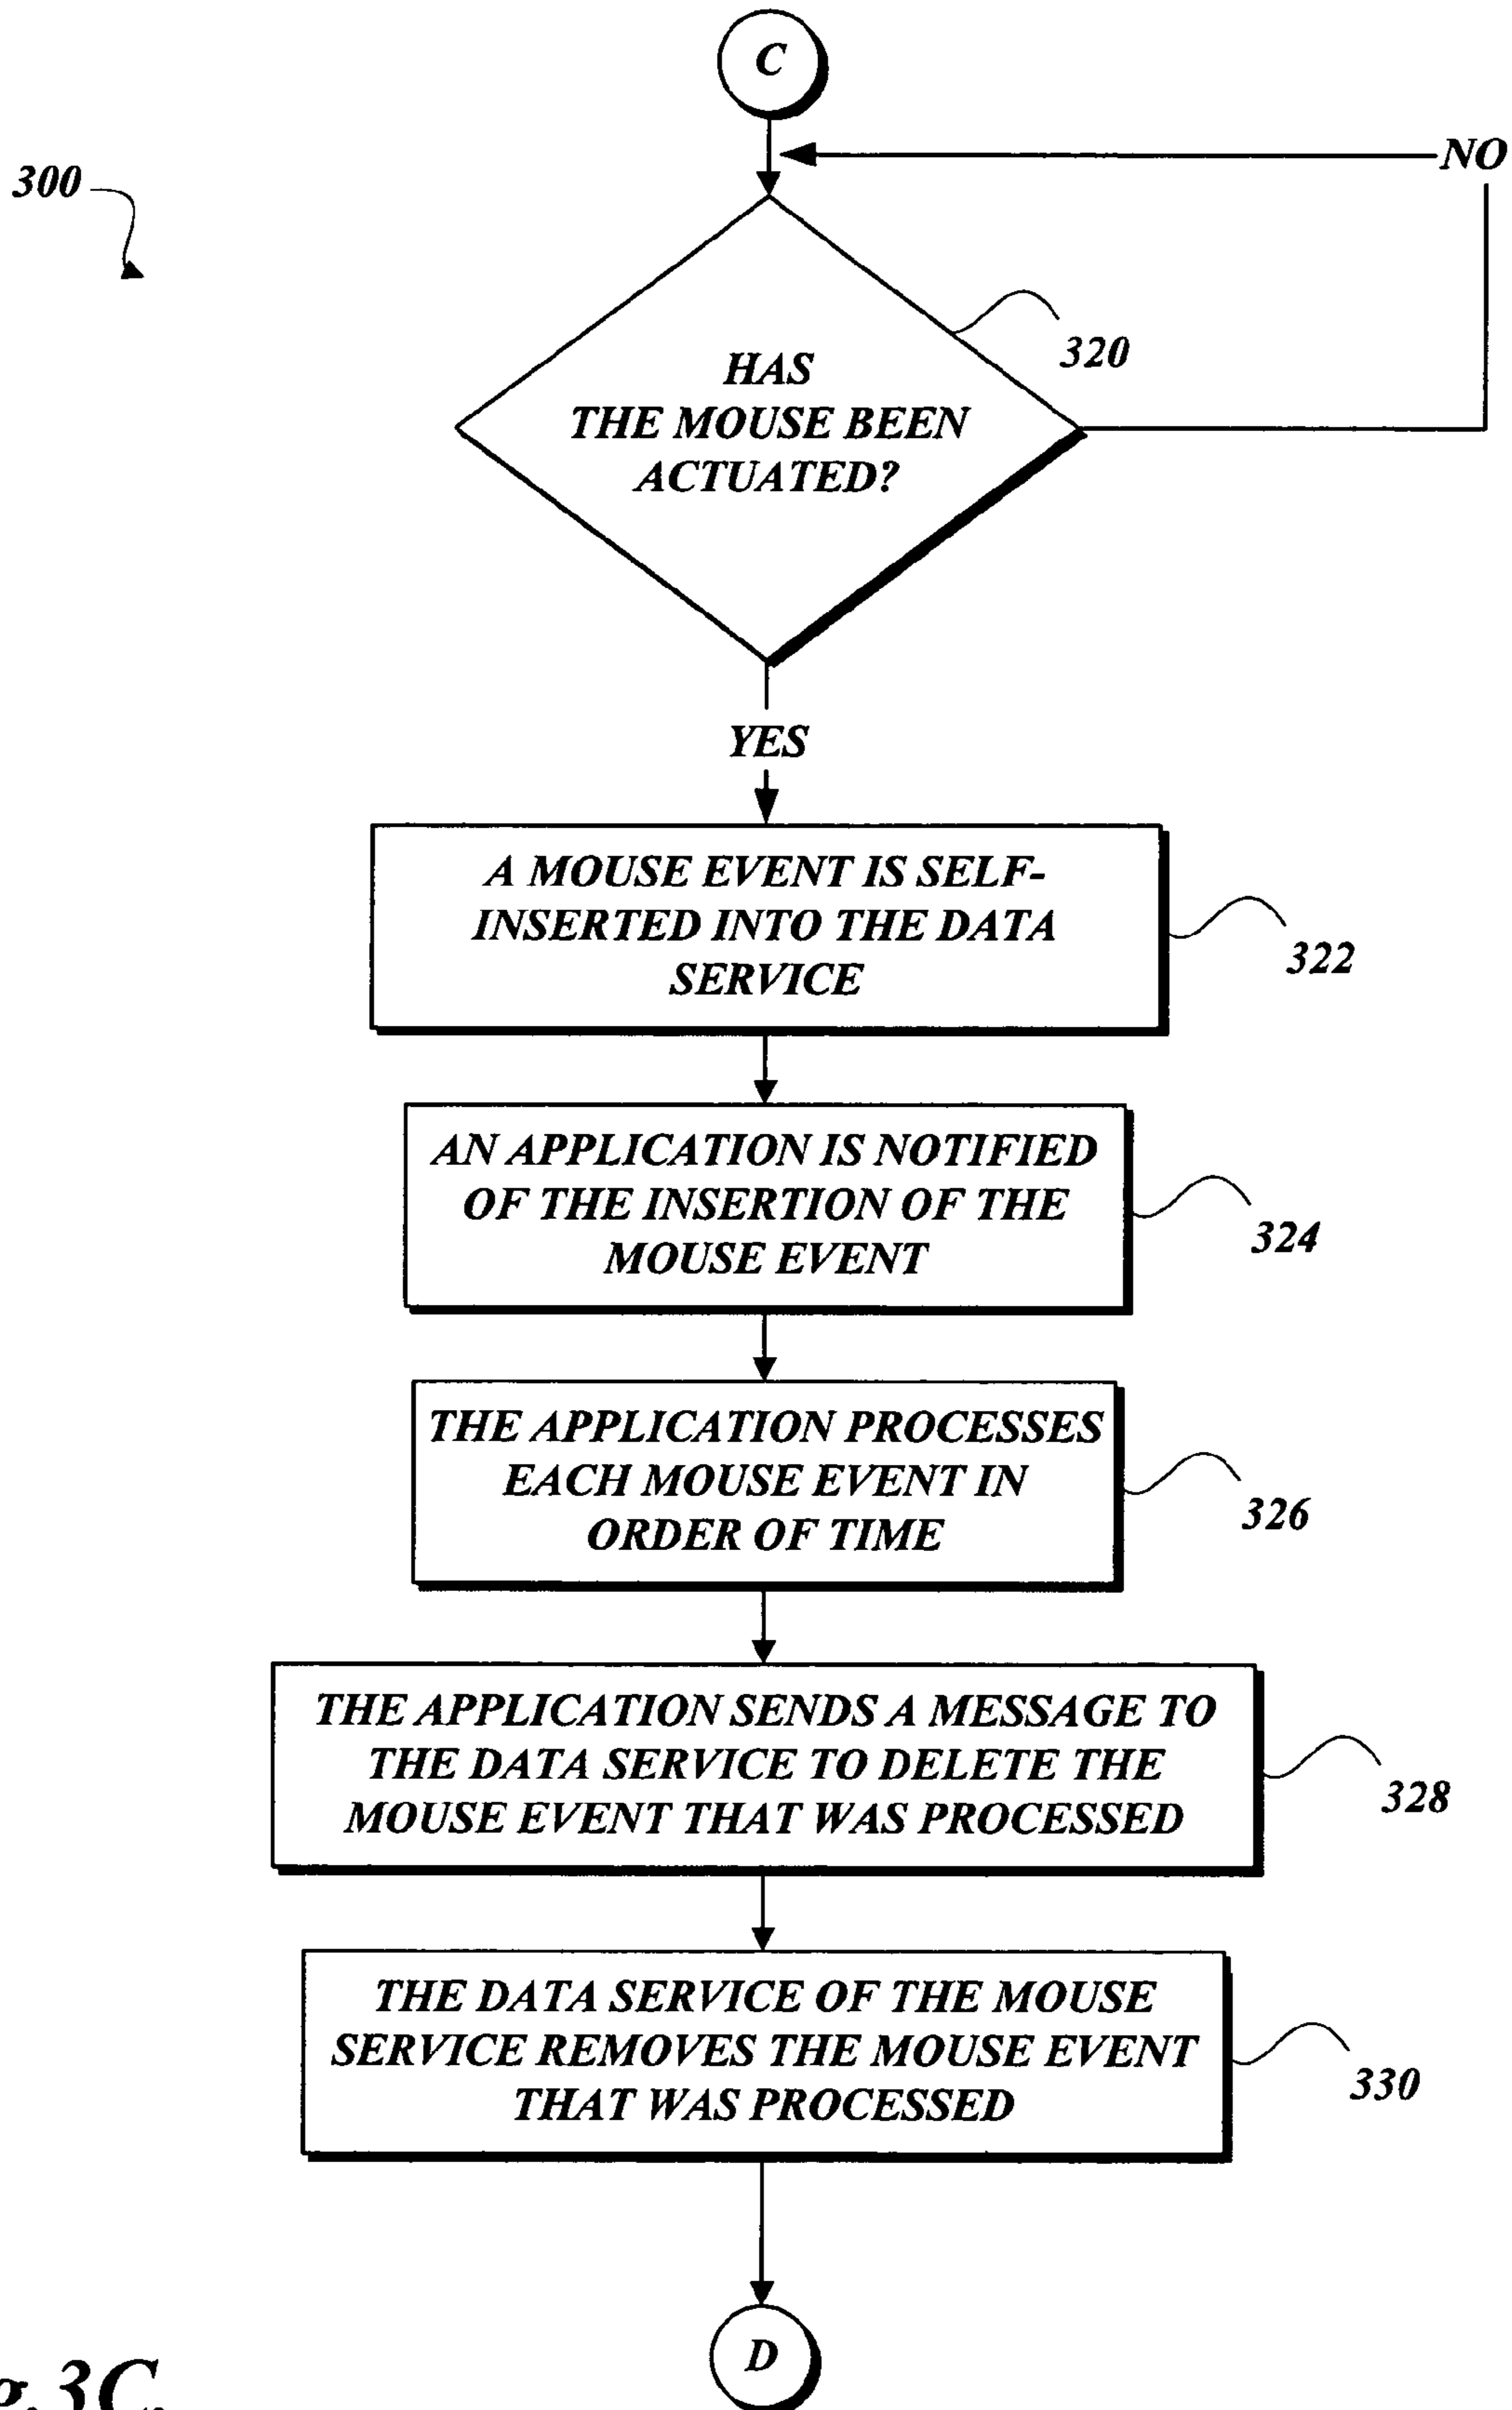 C
NO
300
320
HAS
THE MOUSE BEEN
ACTUATED?
YES
A MOUSE EVENT IS SELF-
INSERTED INTO THE DATA
SERVICE
322
AN APPLICATION IS NOTIFIED
OF THE INSERTION OF THE
MOUSE EVENT
324
THE APPLICATION PROCESSES
EACH MOUSE EVENT IN
ORDER OF TIME
326
THE APPLICATION SENDS A MESSAGE TO
THE DATA SERVICE TO DELETE THE
MOUSE EVENT THAT WAS PROCESSED
328
THE DATA SERVICE OF THE MOUSE
SERVICE REMOVES THE MOUSE EVENT
THAT WAS PROCESSED
330
D
g.3C.